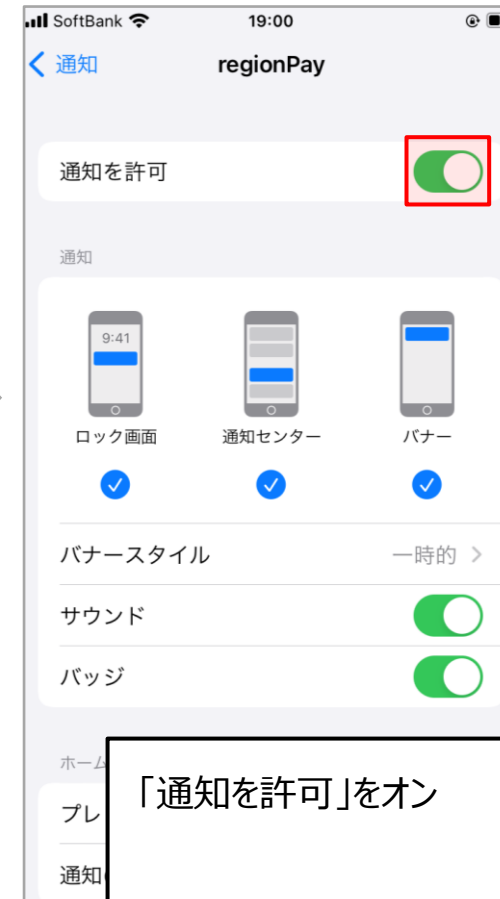 SoftBank 19:00
通知 regionPay
通知を許可
通知
9:41
ロック画面 通知センター バナー
バナースタイル 一時的
サウンド
バッジ
ホーム
プレ
通知
「通知を許可」をオン